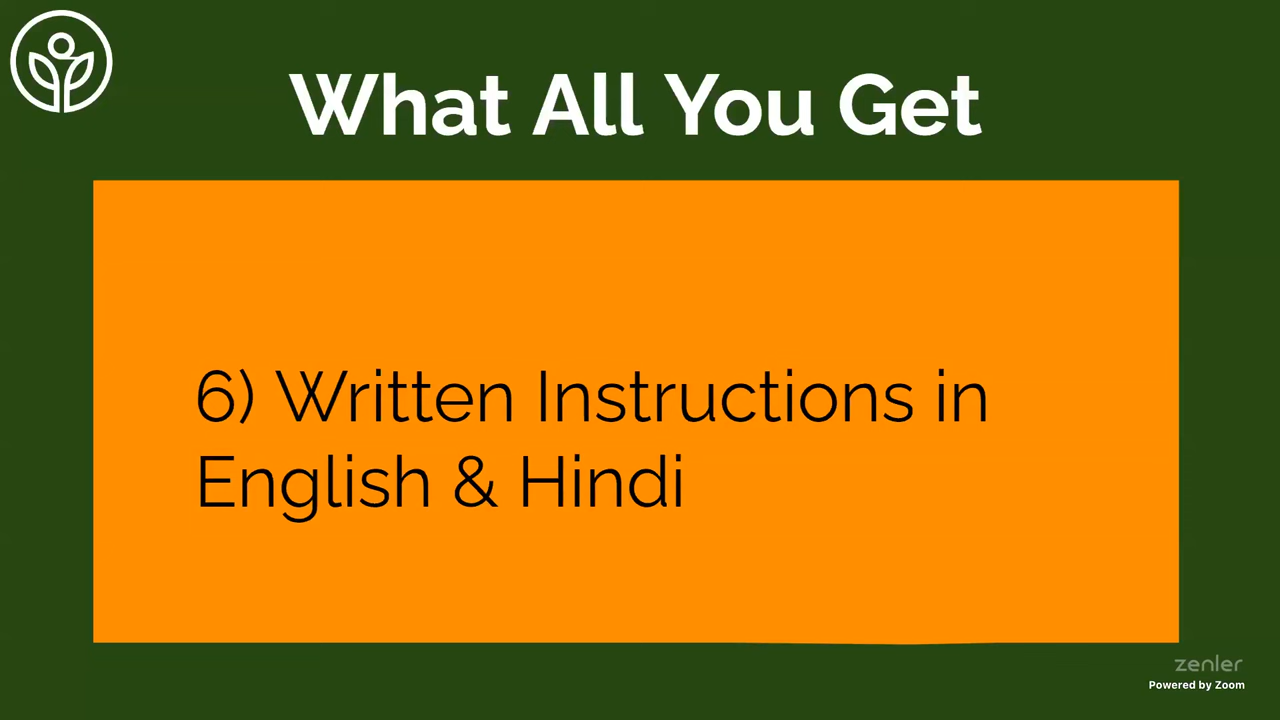 What All You Get
6) Written Instructions in
English & Hindi
zenler
Powered by Zoom